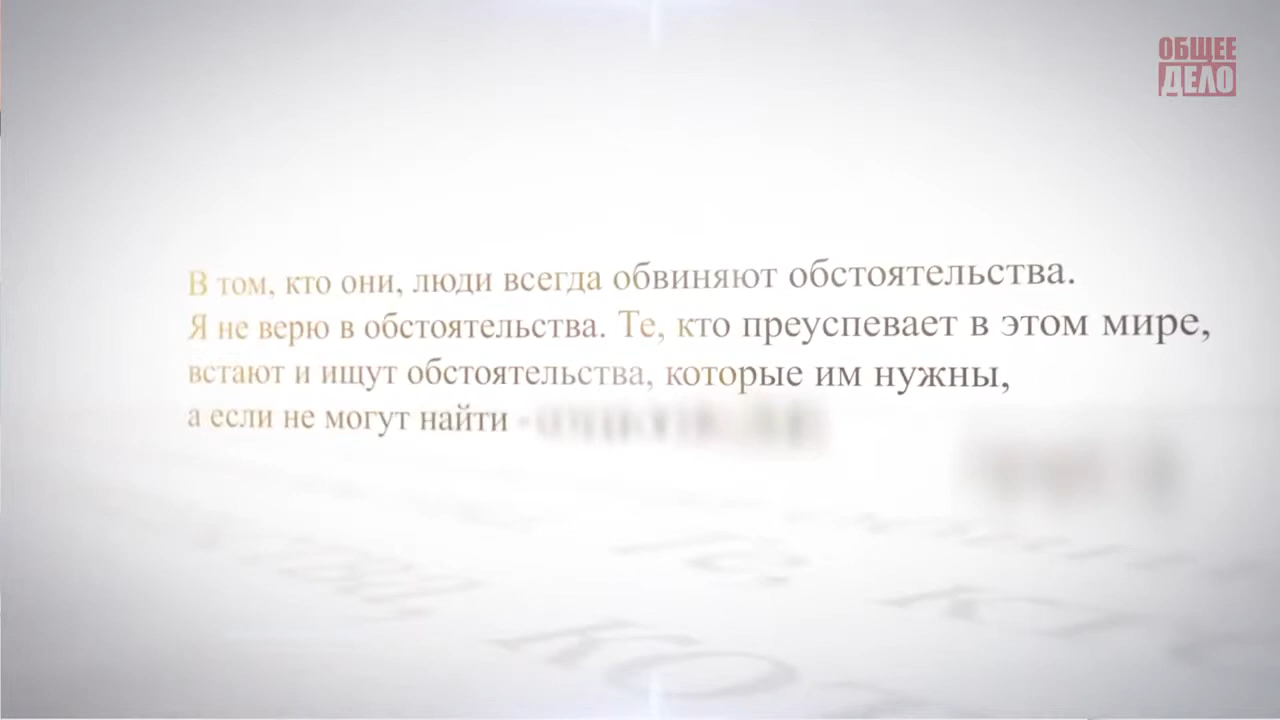 ОБЩЕЕ
ДЕЛО
В том, кто они, люди всегда обвиняют обстоятельства.
Я не верю в обстоятельства. Те, кто преуспевает в этом мире,
встают и ищут обстоятельства, которые им нужны,
а если не могут найти -
ко